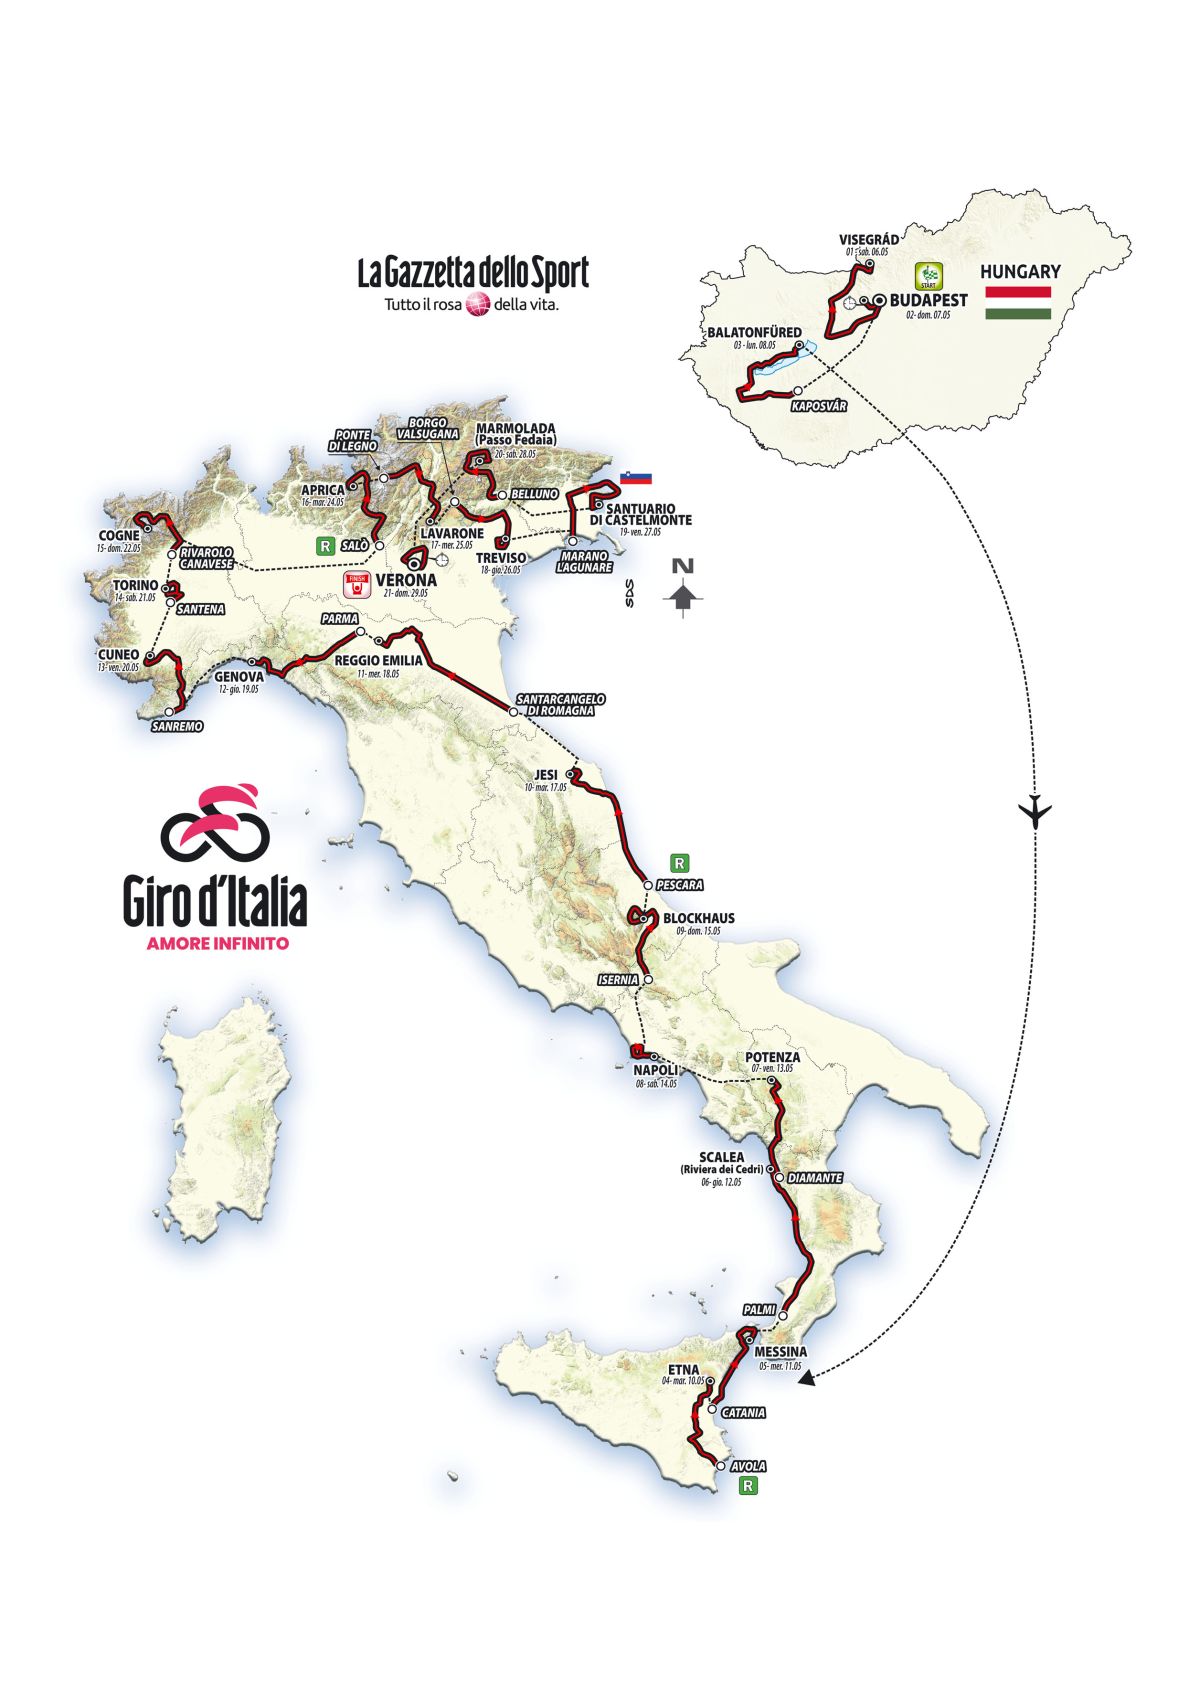 La Gazzetta dello Sport
Tutto il rosa della vita.
HUNGARY
VISEGRÁD
01- sab. 06.05
START
BUDAPEST
02- dom. 07.05
BALATONFÜRED
03 - lun. 08.05
KAPOSVÁR
BORGO
VALSUGANA
PONTE
DI LEGNO
MARMOLADA
(Passo Fedaia)
20- sab. 28.05
APRICA
16- mar. 24.05
BELLUNO
SANTUARIO
DI CASTELMONTE
19- ven. 27.05
COGNE
15- dom. 22.05
LAVARONE
17- mer. 25.05
R
SALÒ
RIVAROLO
CANAVESE
TREVISO
18- gio. 26.05
MARANO
LAGUNARE
FINISH
VERONA
21- dom. 29.05
TORINO
14- sab. 21.05
SANTENA
N
SDS
PARMA
CUNEO
13- ven. 20.05
REGGIO EMILIA
11- mer. 18.05
GENOVA
12- gio. 19.05
SANREMO
SANTARCANGELO
DI ROMAGNA
JESI
10- mar. 17.05
Giro d'Italia
AMORE INFINITO
R
PESCARA
BLOCKHAUS
09- dom. 15.05
ISERNIA
NAPOLI
08- sab. 14.05
POTENZA
07- ven. 13.05
SCALEA
(Riviera dei Cedri)
06- gio. 12.05
DIAMANTE
PALMI
MESSINA
05- mer. 11.05
ETNA
04- mar. 10.05
CATANIA
AVOLA
R